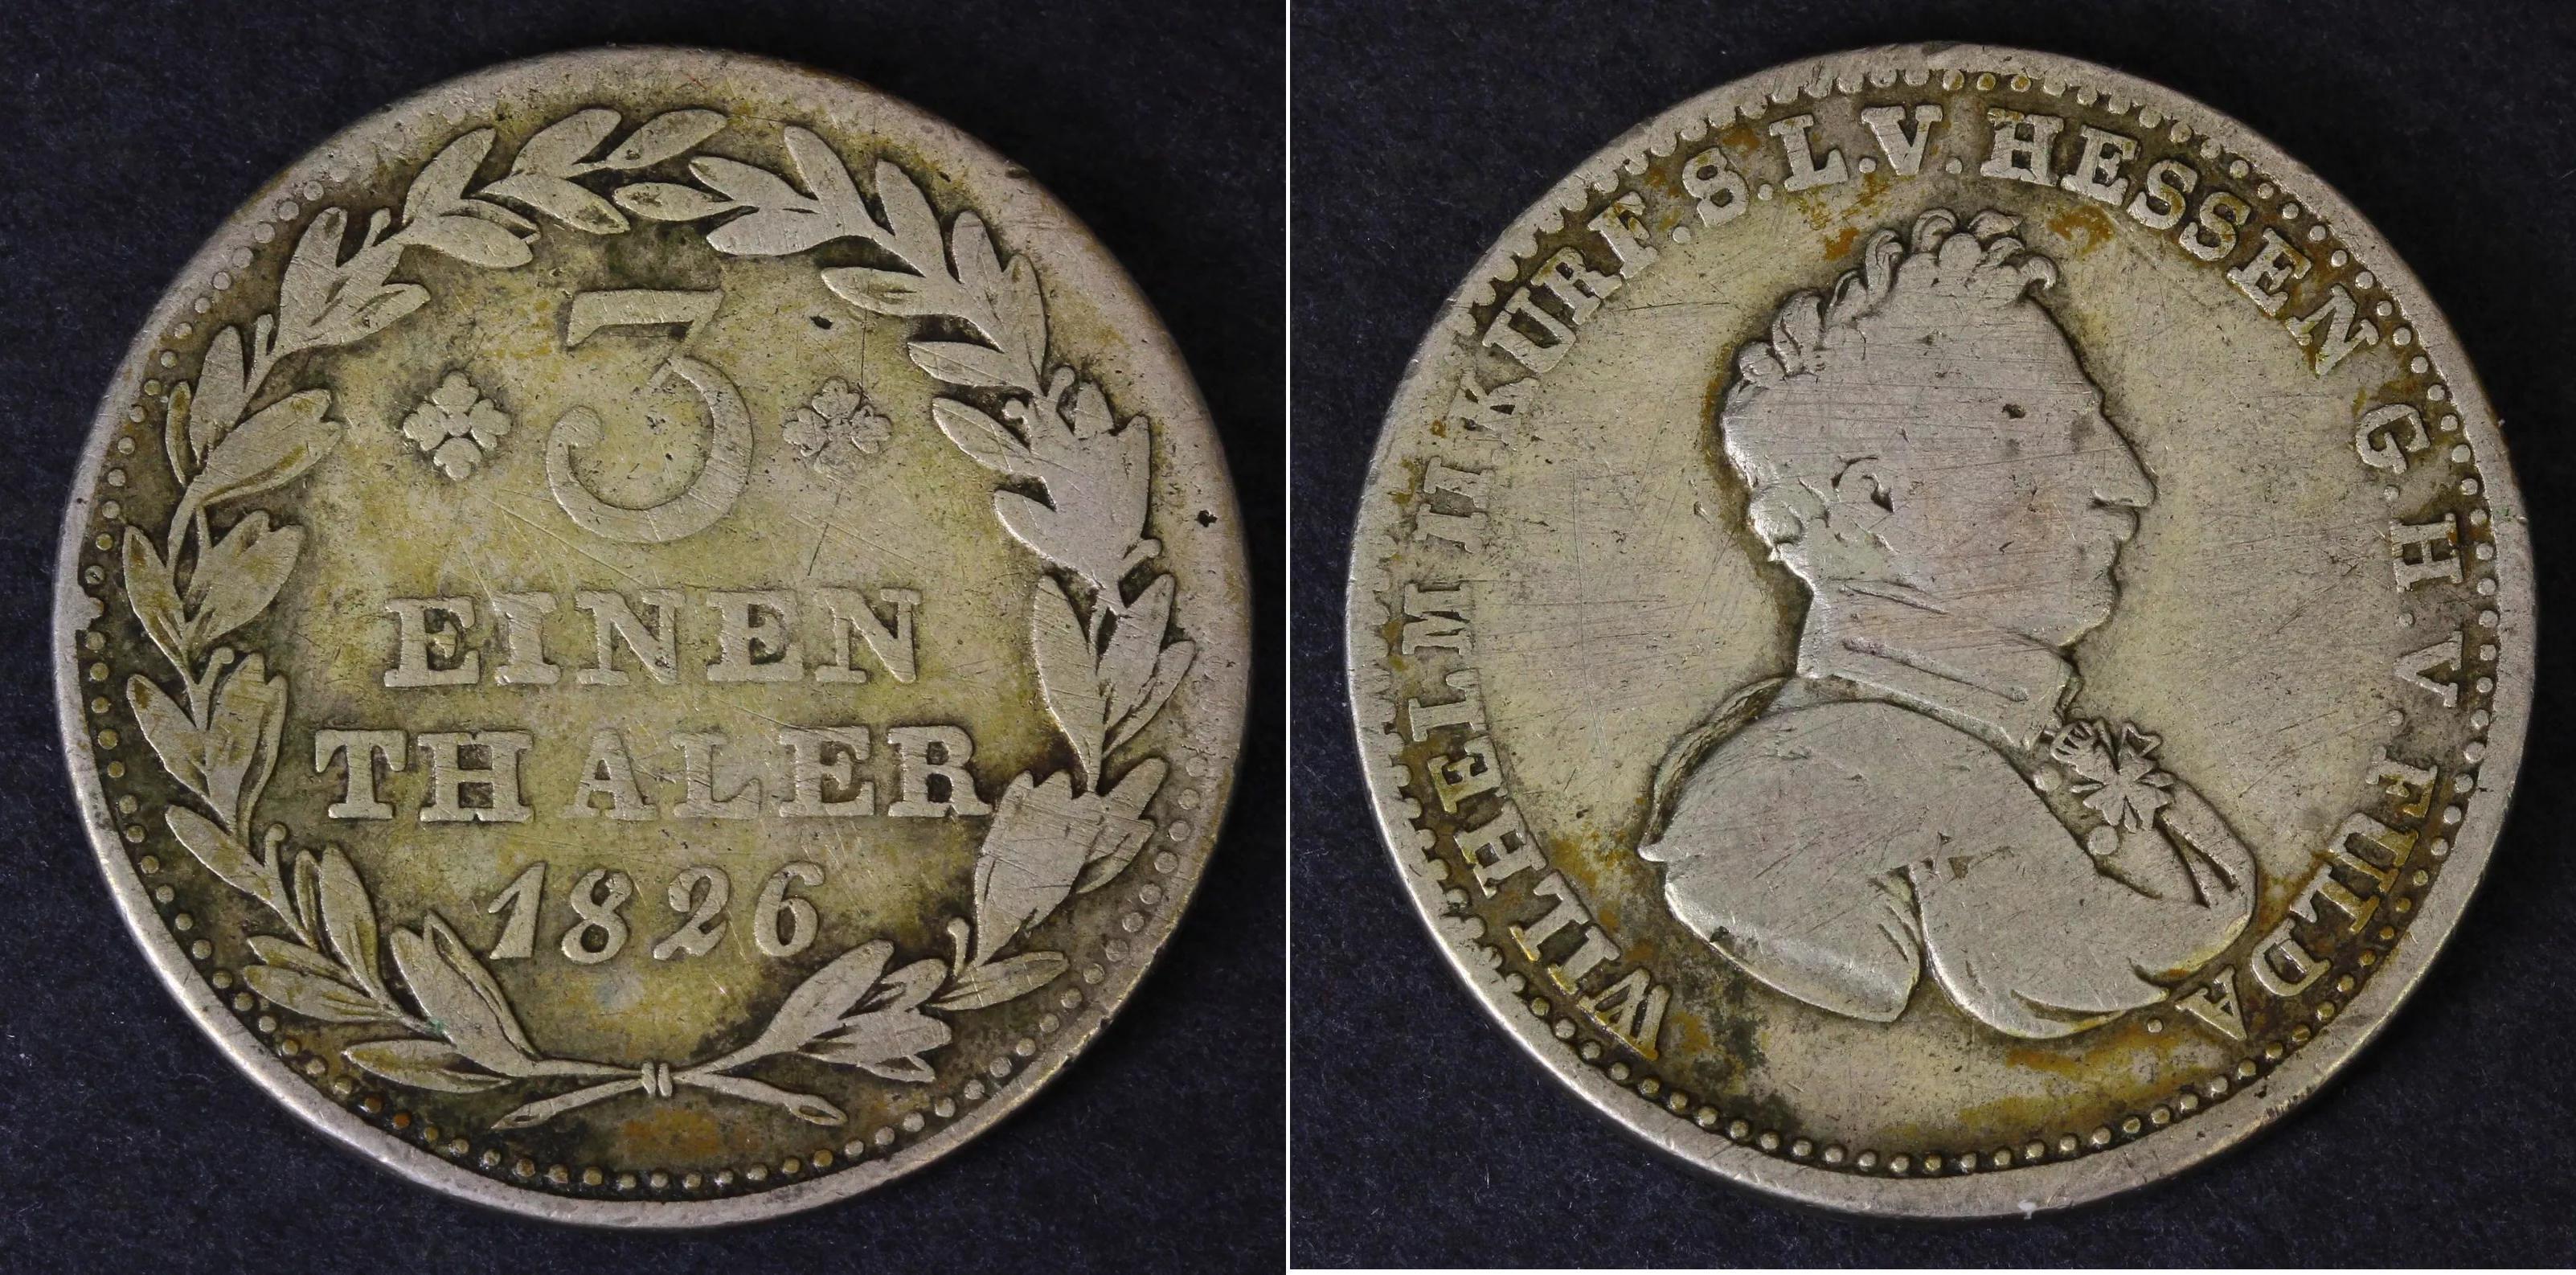 3
EINEN
THALER
1826
WILHELM II.KURF.S.L.V.HESSEN G.H.V.FULDA